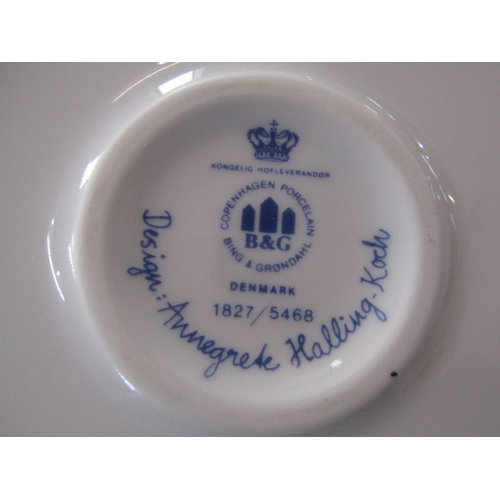 KONGELIG HOFLEVERANDØR
COPENHAGEN PORCELAIN
B&G
BING & GRØNDAHL
DENMARK
1827/5468
Design: Annegrete Halling-Koch